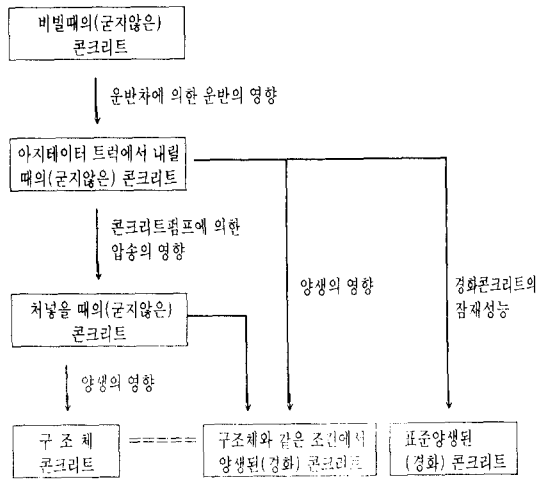 비빌때의(굳지않은)
콘크리트
운반차에 의한 운반의 영향
아지테이터 트럭에서 내릴
때의(굳지않은) 콘크리트
콘크리트펌프에 의한
압송의 영향
양생의 영향
경화콘크리트의
잠재성능
처넣을 때의(굳지않은)
콘크리트
양생의 영향
구 조 체
콘크리트
=====
구조체와 같은 조건에서
양생된(경화) 콘크리트
표준양생된
(경화) 콘크리트